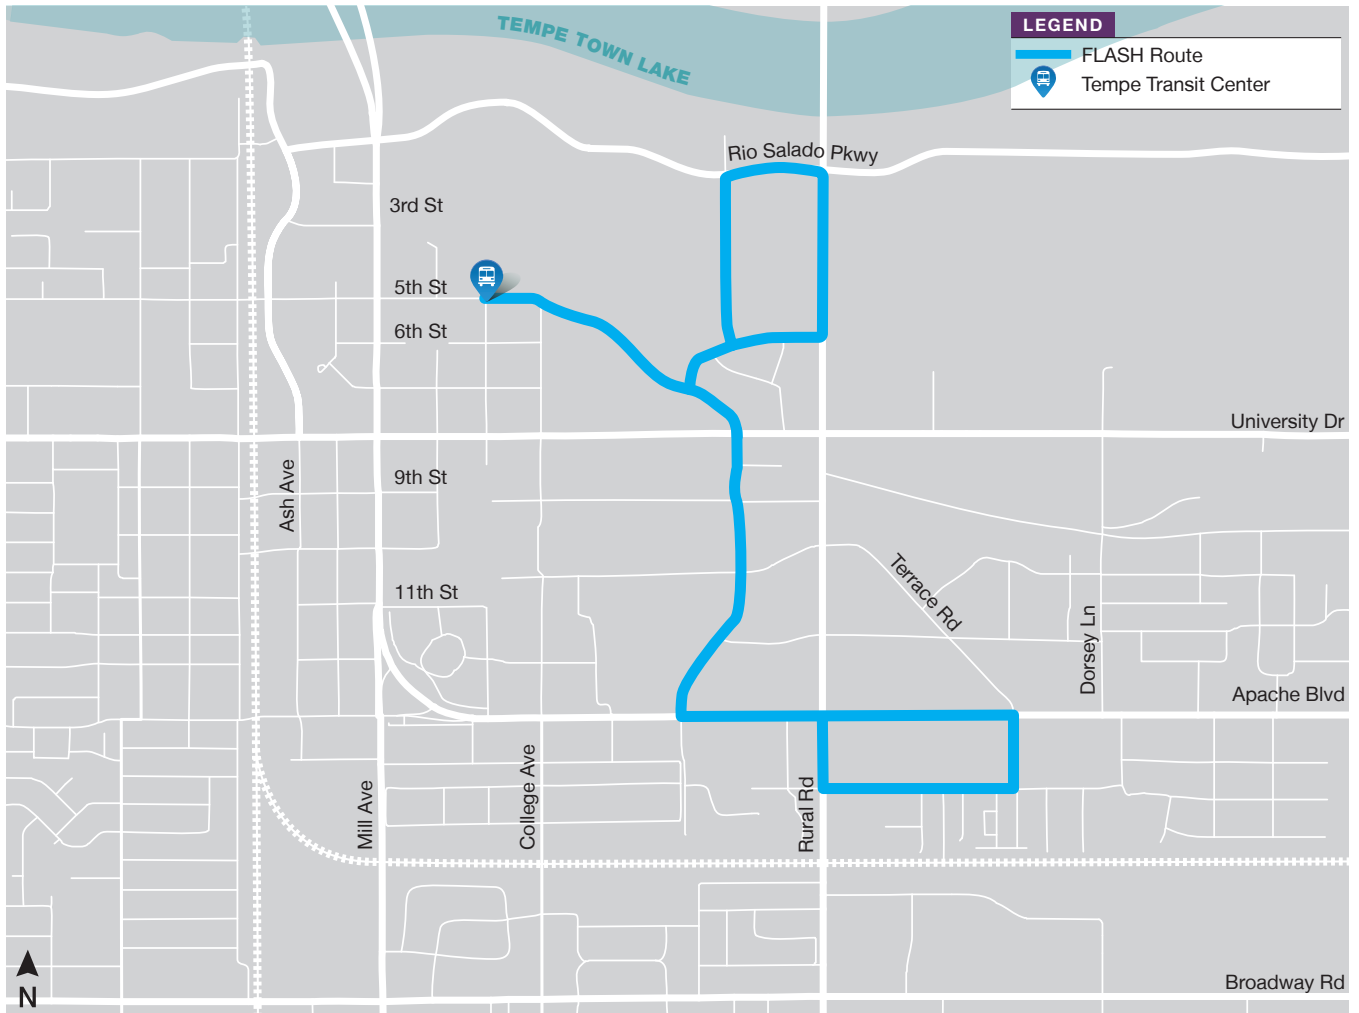 TEMPE TOWN LAKE
LEGEND
FLASH Route
Tempe Transit Center
Rio Salado Pkwy
3rd St
5th St
6th St
University Dr
Ash Ave
9th St
Terrace Rd
11th St
Dorsey Ln
Apache Blvd
Mill Ave
College Ave
Rural Rd
N
Broadway Rd